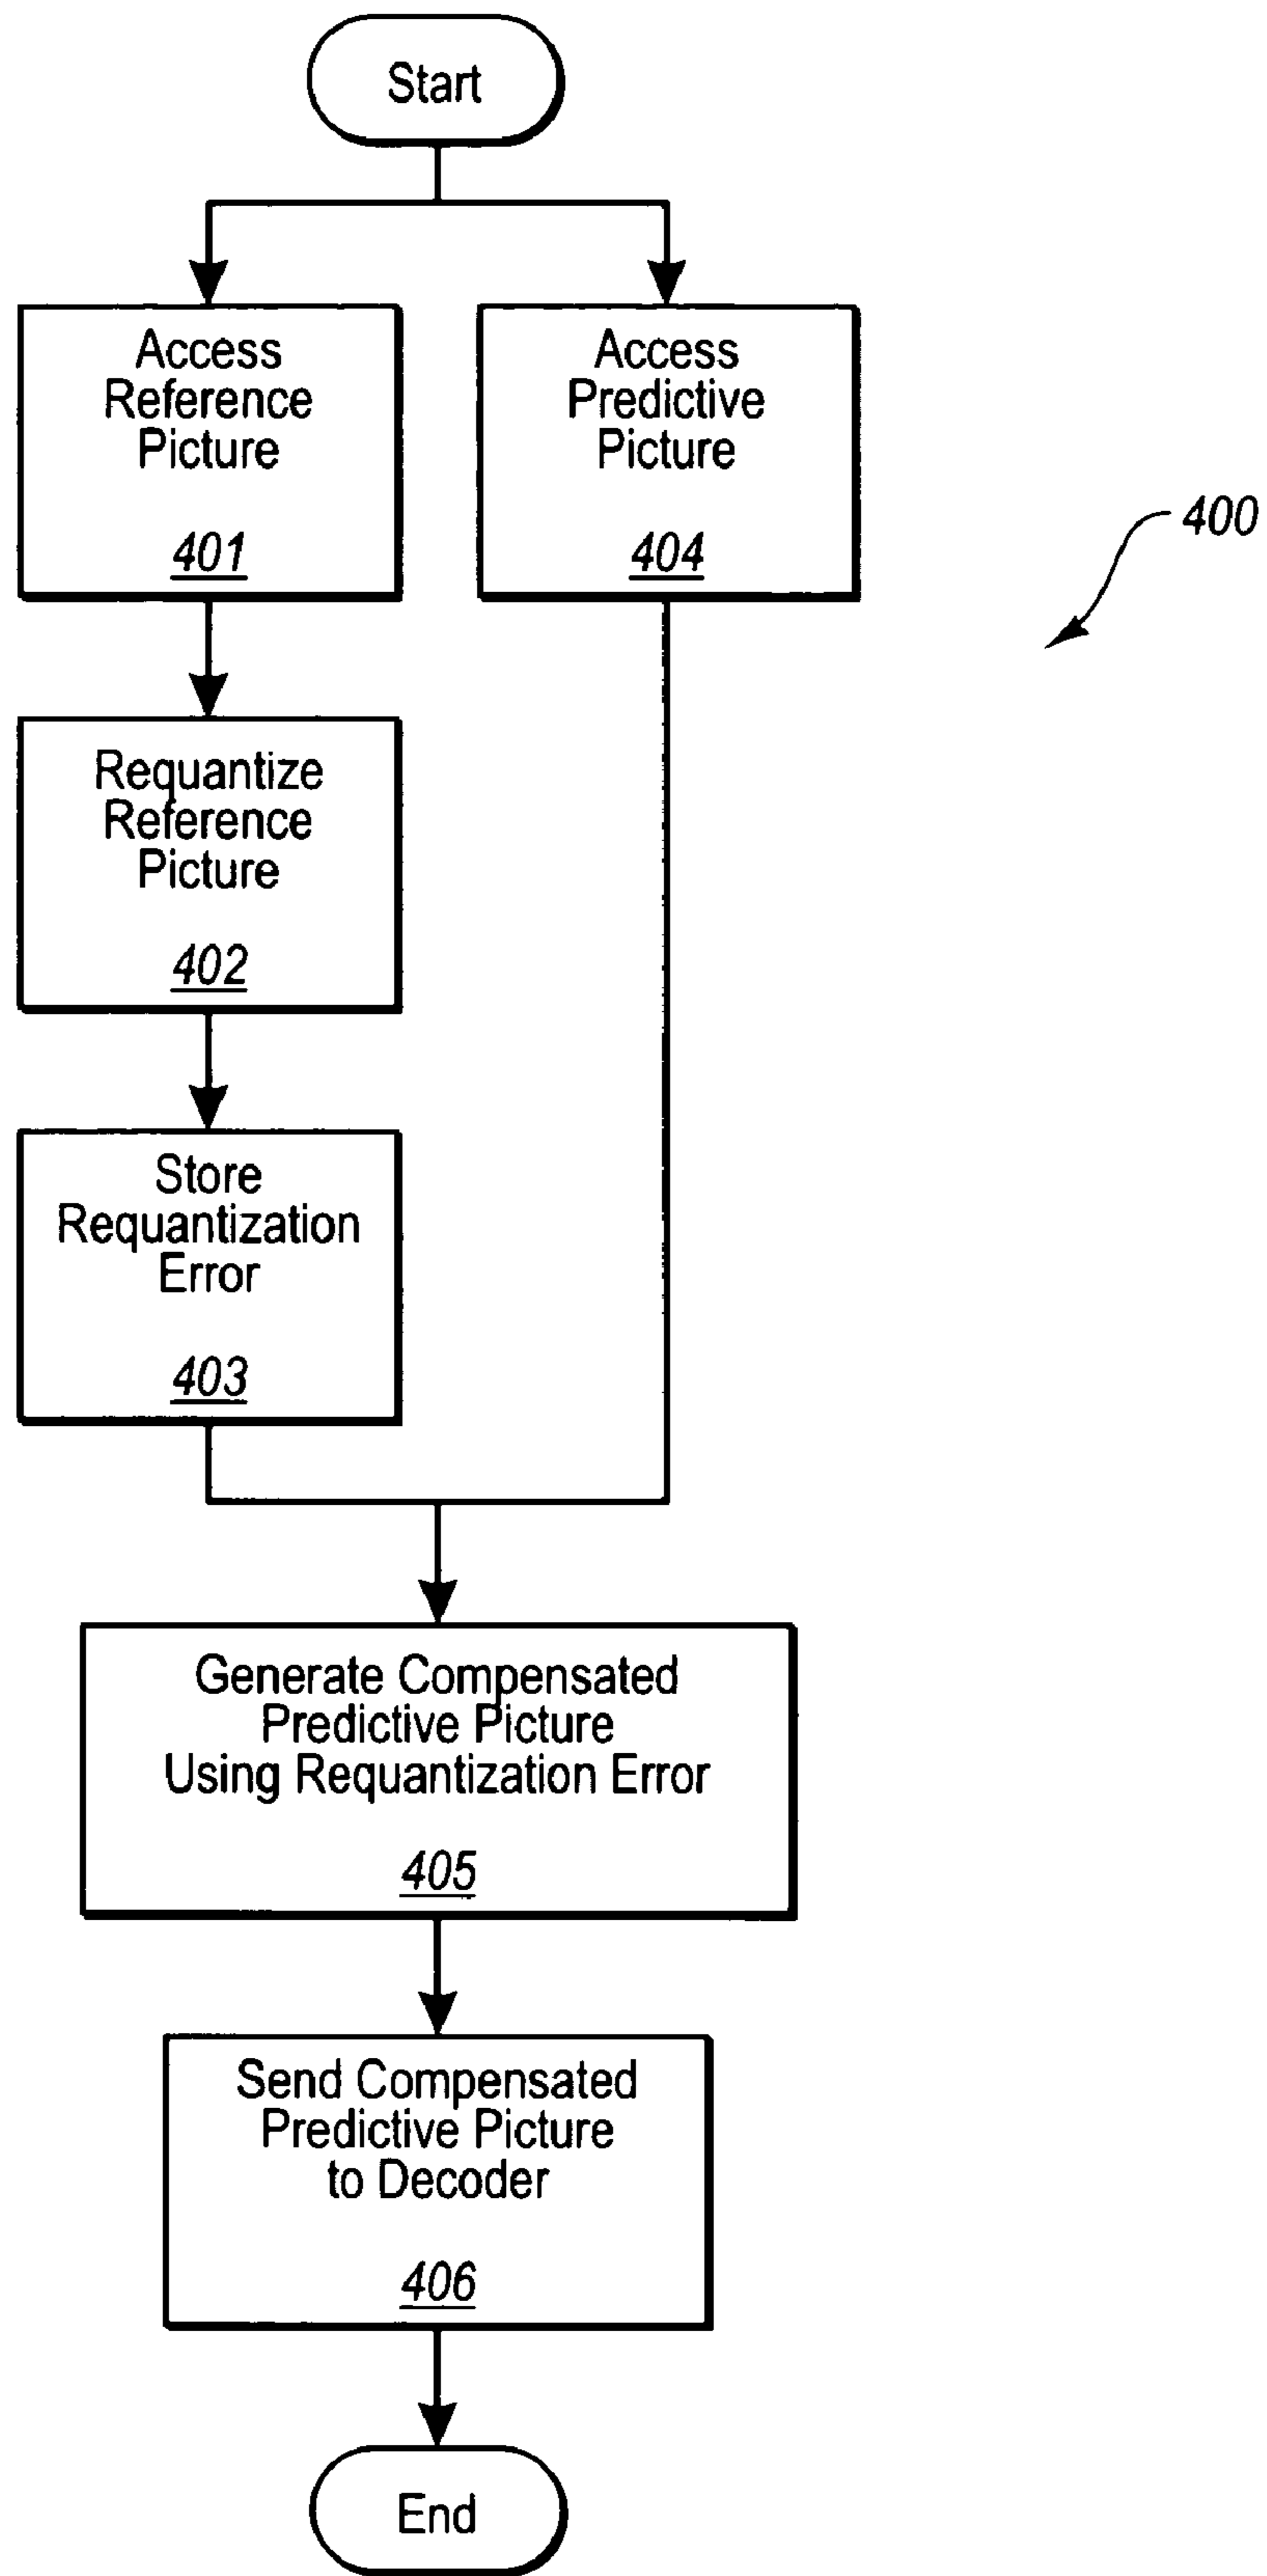 Start
Access
Reference
Picture
401
Access
Predictive
Picture
404
400
Requantize
Reference
Picture
402
Store
Requantization
Error
403
Generate Compensated
Predictive Picture
Using Requantization Error
405
Send Compensated
Predictive Picture
to Decoder
406
End